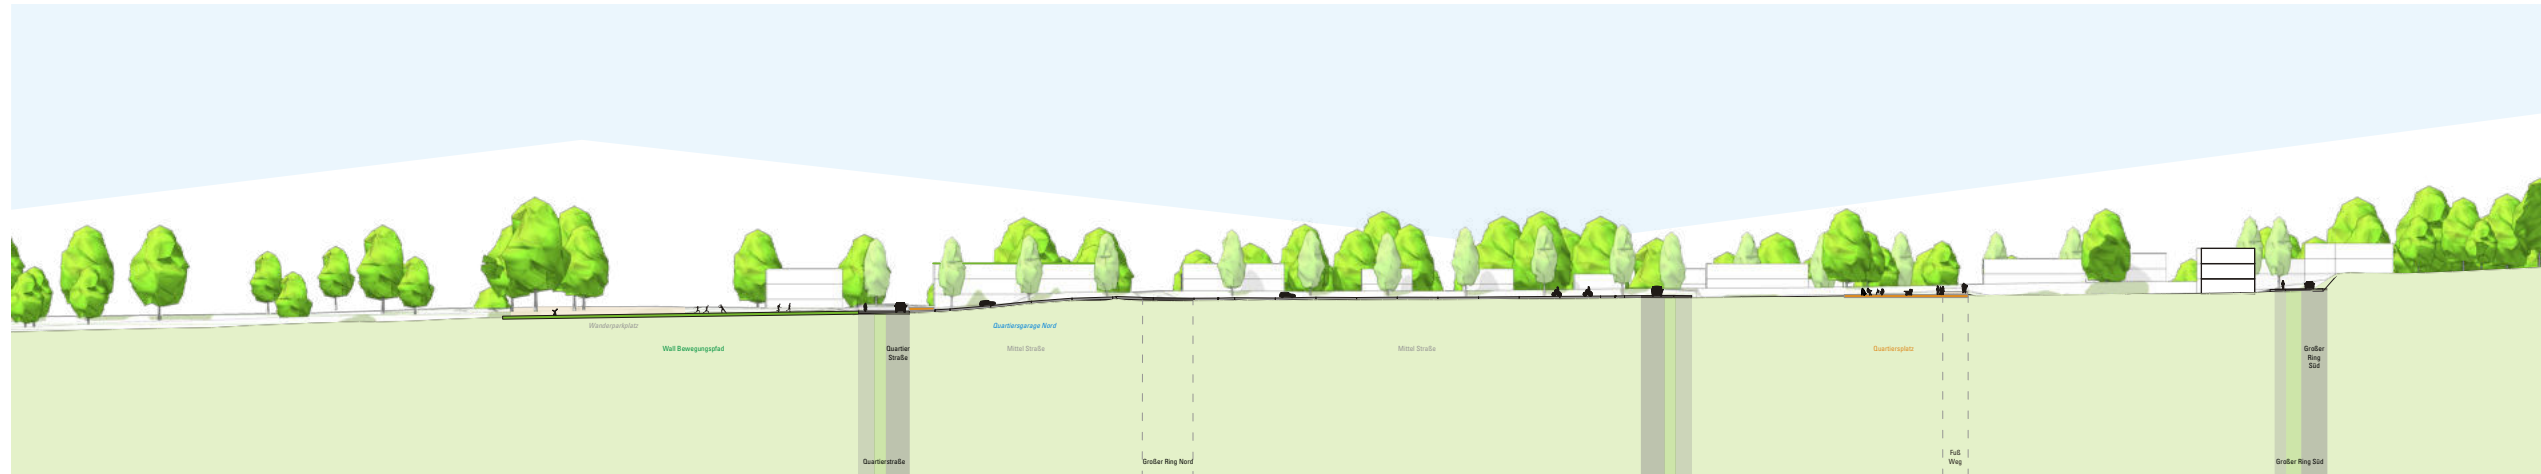 Wanderparkplatz
Quartiersgarage Nord
Wall Bewegungspfad
Quartier
Straße
Mittel Straße
Mittel Straße
Quartiersplatz
Großer
Ring
Süd
Fuß
Weg
Quartierstraße
Großer Ring Nord
Großer Ring Süd